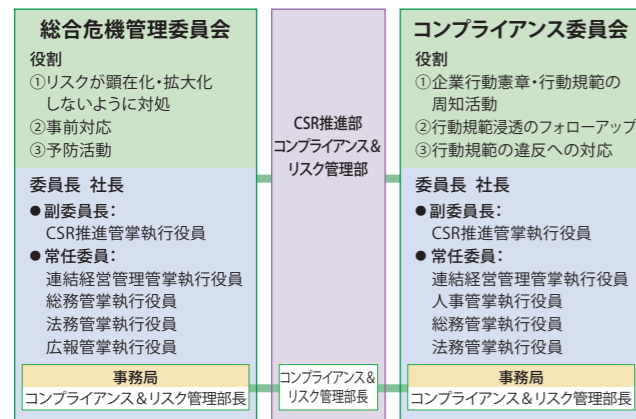 総合危機管理委員会
役割
①リスクが顕在化・拡大化
しないように対処
②事前対応
③予防活動
委員長 社長
●副委員長：
CSR推進管掌執行役員
●常任委員：
連結経営管理管掌執行役員
総務管掌執行役員
法務管掌執行役員
広報管掌執行役員
事務局
コンプライアンス＆リスク管理部長
CSR推進部
コンプライアンス＆
リスク管理部
コンプライアンス＆
リスク管理部長
コンプライアンス委員会
役割
①企業行動憲章・行動規範の
周知活動
②行動規範浸透のフォローアップ
③行動規範の違反への対応
委員長 社長
●副委員長：
CSR推進管掌執行役員
●常任委員：
連結経営管理管掌執行役員
人事管掌執行役員
総務管掌執行役員
法務管掌執行役員
事務局
コンプライアンス＆リスク管理部長